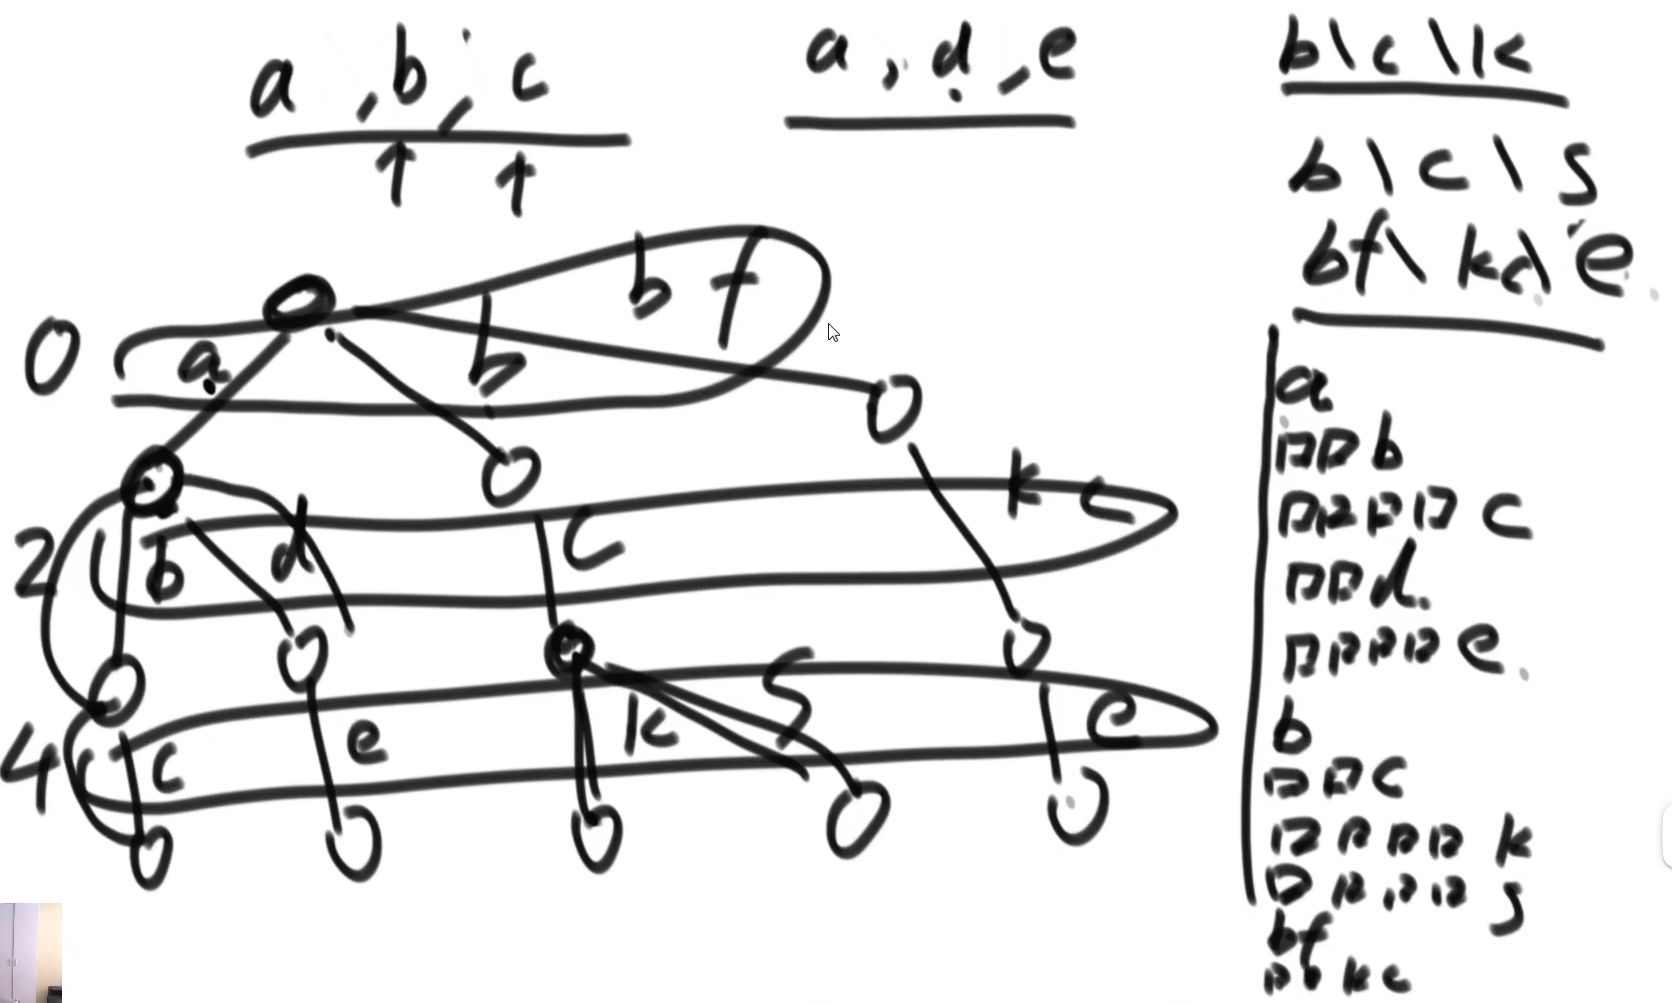 a , b , c
a , d , e
b\c\k
b\c\s
bf\kc\e
0
a
b
bf
2
b
d
c
kc
4
c
e
k
s
e
a
□□b
□□□□c
□□d.
□□□□e
b
□□c
□□□□k
□□□□s
bf
□□kc